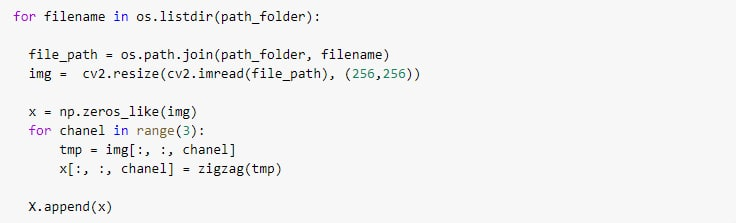 for filename in os.listdir(path_folder):
file_path = os.path.join(path_folder, filename)
img =  cv2.resize(cv2.imread(file_path), (256,256))
x = np.zeros_like(img)
for chanel in range(3):
tmp = img[:, :, chanel]
x[:, :, chanel] = zigzag(tmp)
X.append(x)